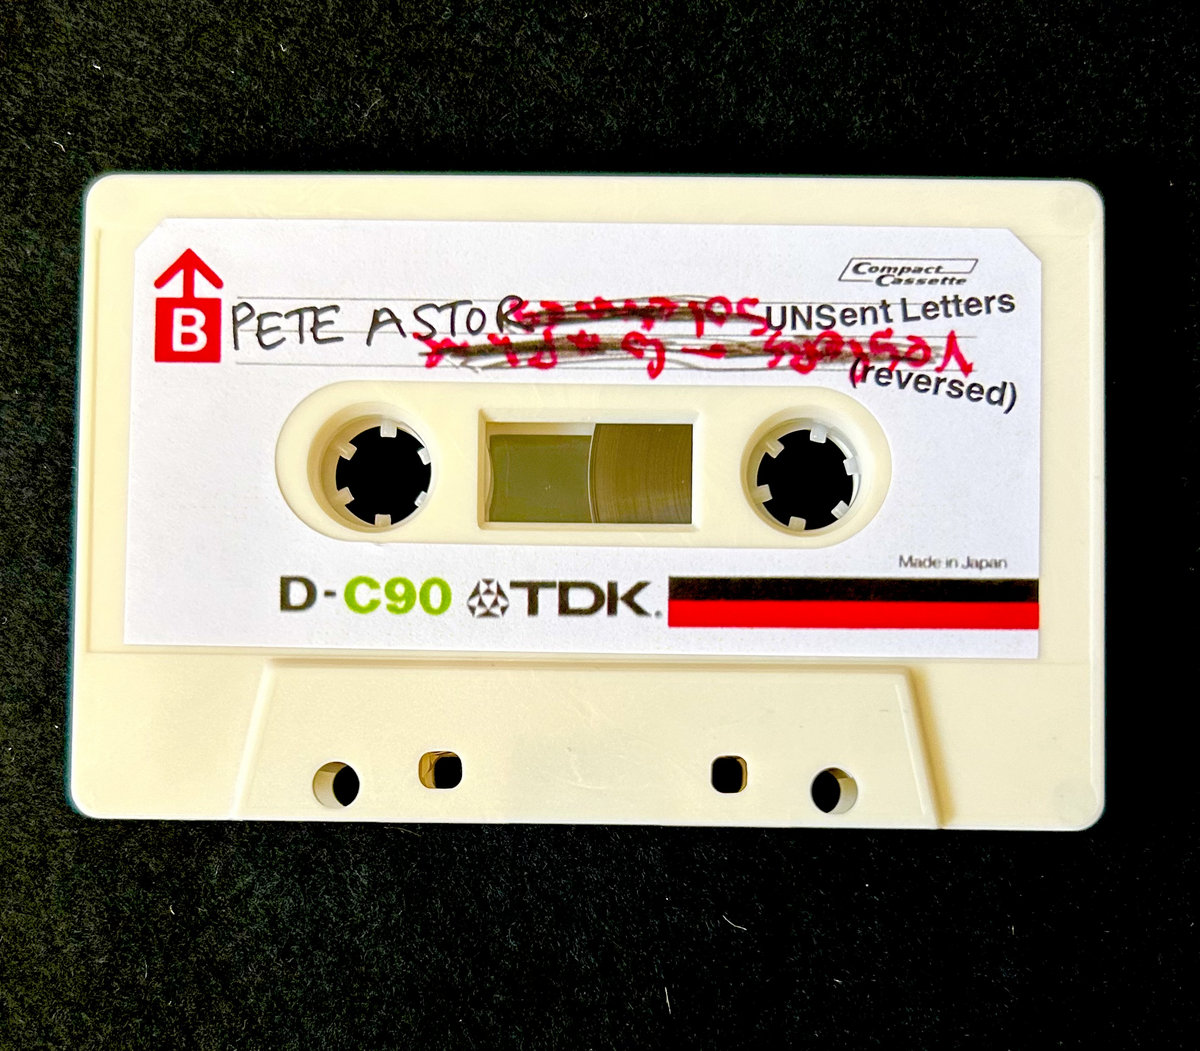 Compact
Cassette
B PETE ASTOR UNSent Letters
(reversed)
Made in Japan
D-C90 TDK.